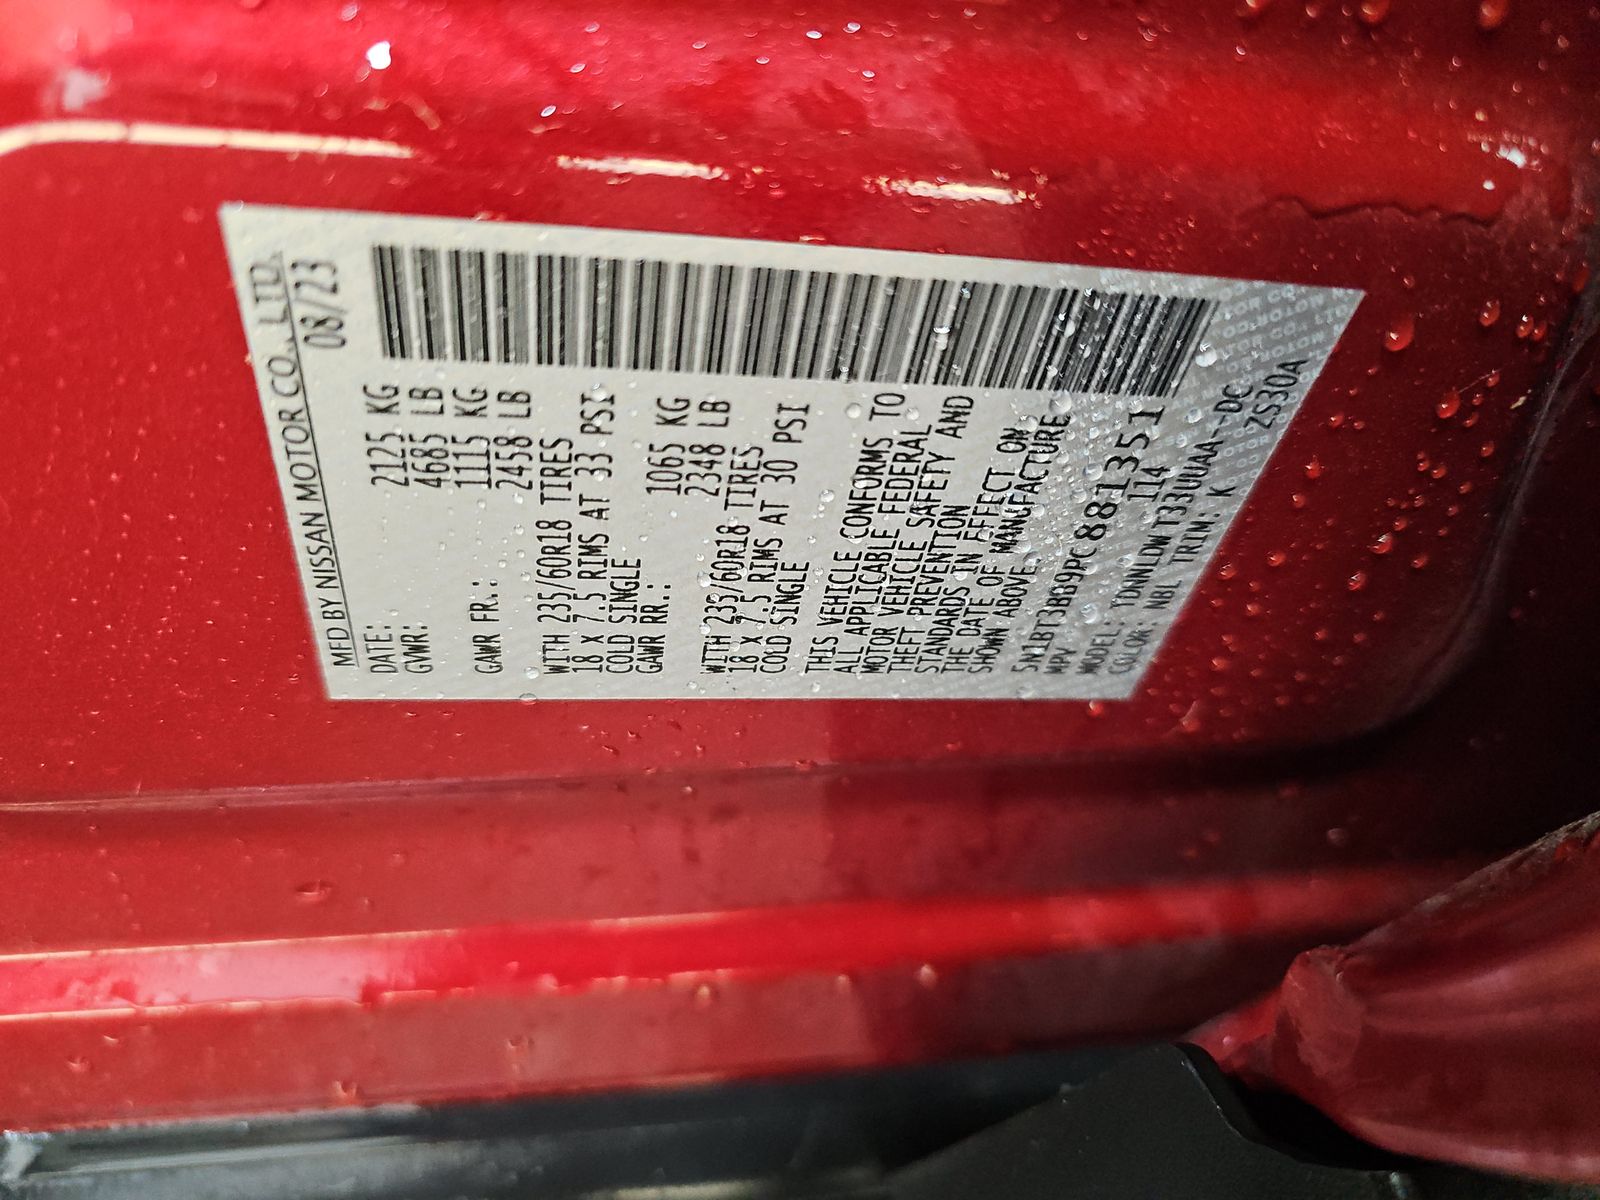 MFD BY NISSAN MOTOR CO., LTD.
DATE: 08/23
GVWR: 2125 KG
4685 LB
GAWR FR.: 1115 KG
2458 LB
WITH 235/60R18 TIRES
18 X 7.5 RIMS AT 33 PSI
COLD SINGLE
GAWR RR.: 1065 KG
2348 LB
WITH 235/60R18 TIRES
18 X 7.5 RIMS AT 30 PSI
COLD SINGLE
THIS VEHICLE CONFORMS TO
ALL APPLICABLE FEDERAL
MOTOR VEHICLE SAFETY AND
THEFT PREVENTION
STANDARDS IN EFFECT ON
THE DATE OF MANUFACTURE
SHOWN ABOVE.
5N1BT3BB9PC881351
MPV 114
MODEL: TDNNLDW T33UUAA -DC
COLOR: NBL TRIM: K ZS30A